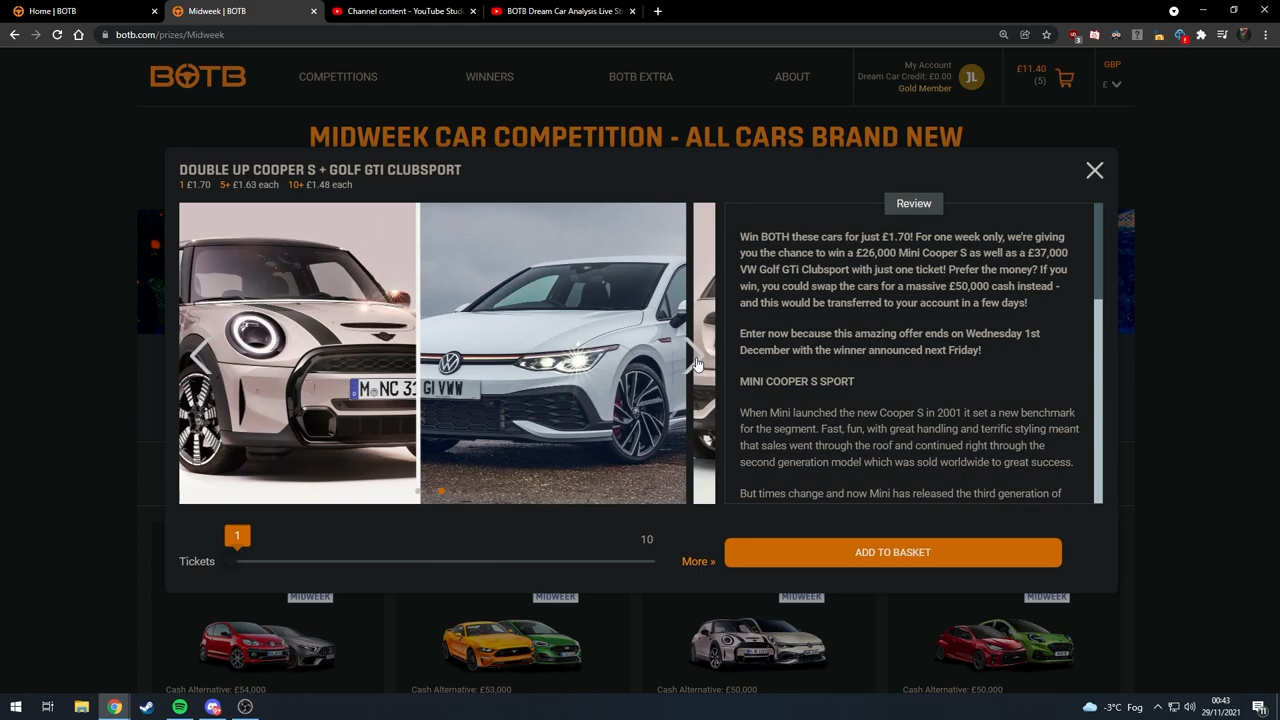 Home | BOTB
Midweek | BOTB
Channel content - YouTube Studi
BOTB Dream Car Analysis Live St
botb.com/prizes/Midweek
BOTB
COMPETITIONS
WINNERS
BOTB EXTRA
ABOUT
My Account
Dream Car Credit: £0.00
Gold Member
JL
£11.40
(5)
GBP
£
MIDWEEK CAR COMPETITION - ALL CARS BRAND NEW
DOUBLE UP COOPER S + GOLF GTI CLUBSPORT
1 £1.70 5+ £1.63 each 10+ £1.48 each
Review
Win BOTH these cars for just £1.70! For one week only, we're giving
you the chance to win a £26,000 Mini Cooper S as well as a £37,000
VW Golf GTi Clubsport with just one ticket! Prefer the money? If you
win, you could swap the cars for a massive £50,000 cash instead -
and this would be transferred to your account in a few days!
Enter now because this amazing offer ends on Wednesday 1st
December with the winner announced next Friday!
MINI COOPER S SPORT
When Mini launched the new Cooper S in 2001 it set a new benchmark
for the segment. Fast, fun, with great handling and terrific styling meant
that sales went through the roof and continued right through the
second generation model which was sold worldwide to great success.
But times change and now Mini has released the third generation of
M NC 31
GI VWW
1
10
Tickets
More »
ADD TO BASKET
MIDWEEK
MIDWEEK
MIDWEEK
MIDWEEK
Cash Alternative: £54,000
Cash Alternative: £53,000
Cash Alternative: £50,000
Cash Alternative: £50,000
-3°C Fog
00:43
29/11/2021